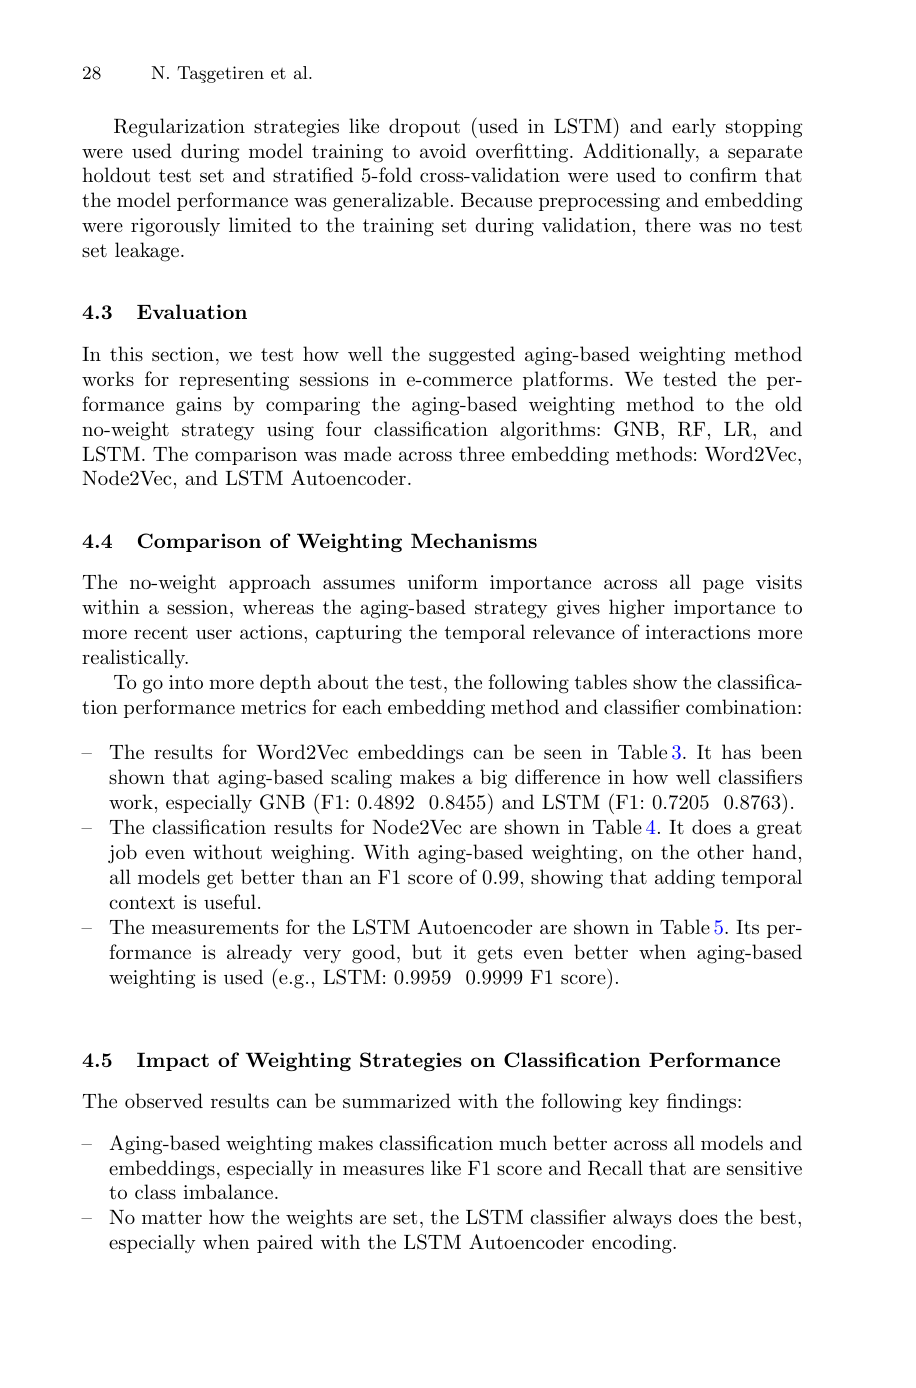 28 N. Taşgetiren et al.
Regularization strategies like dropout (used in LSTM) and early stopping
were used during model training to avoid overfitting. Additionally, a separate
holdout test set and stratified 5-fold cross-validation were used to confirm that
the model performance was generalizable. Because preprocessing and embedding
were rigorously limited to the training set during validation, there was no test
set leakage.
4.3 Evaluation
In this section, we test how well the suggested aging-based weighting method
works for representing sessions in e-commerce platforms. We tested the per-
formance gains by comparing the aging-based weighting method to the old
no-weight strategy using four classification algorithms: GNB, RF, LR, and
LSTM. The comparison was made across three embedding methods: Word2Vec,
Node2Vec, and LSTM Autoencoder.
4.4 Comparison of Weighting Mechanisms
The no-weight approach assumes uniform importance across all page visits
within a session, whereas the aging-based strategy gives higher importance to
more recent user actions, capturing the temporal relevance of interactions more
realistically.
To go into more depth about the test, the following tables show the classifica-
tion performance metrics for each embedding method and classifier combination:
– The results for Word2Vec embeddings can be seen in Table 3. It has been
shown that aging-based scaling makes a big difference in how well classifiers
work, especially GNB (F1: 0.4892 0.8455) and LSTM (F1: 0.7205 0.8763).
– The classification results for Node2Vec are shown in Table 4. It does a great
job even without weighing. With aging-based weighting, on the other hand,
all models get better than an F1 score of 0.99, showing that adding temporal
context is useful.
– The measurements for the LSTM Autoencoder are shown in Table 5. Its per-
formance is already very good, but it gets even better when aging-based
weighting is used (e.g., LSTM: 0.9959 0.9999 F1 score).
4.5 Impact of Weighting Strategies on Classification Performance
The observed results can be summarized with the following key findings:
– Aging-based weighting makes classification much better across all models and
embeddings, especially in measures like F1 score and Recall that are sensitive
to class imbalance.
– No matter how the weights are set, the LSTM classifier always does the best,
especially when paired with the LSTM Autoencoder encoding.